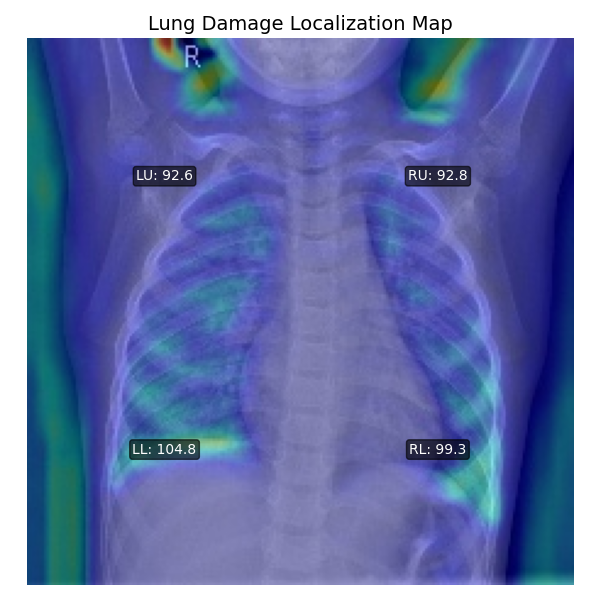 Lung Damage Localization Map
R
LU: 92.6
RU: 92.8
LL: 104.8
RL: 99.3